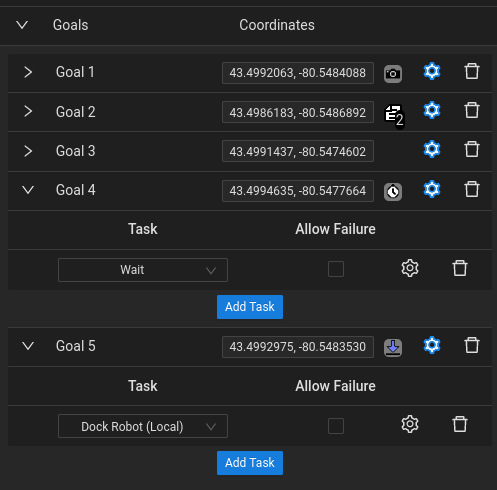 Goals Coordinates
Goal 1 43.4992063, -80.5484088
Goal 2 43.4986183, -80.5486892 2
Goal 3 43.4991437, -80.5474602
Goal 4 43.4994635, -80.5477664
Task Allow Failure
Wait
Add Task
Goal 5 43.4992975, -80.5483530
Task Allow Failure
Dock Robot (Local)
Add Task